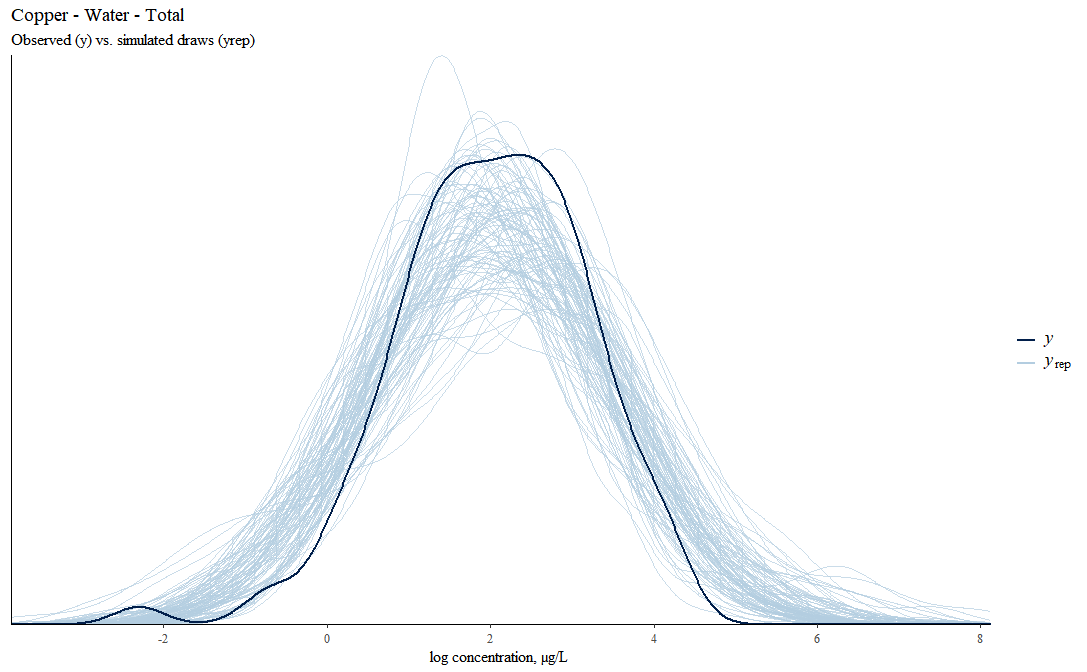 Copper - Water - Total
Observed (y) vs. simulated draws (yrep)
y
y rep
-2 0 2 4 6 8
log concentration, μg/L